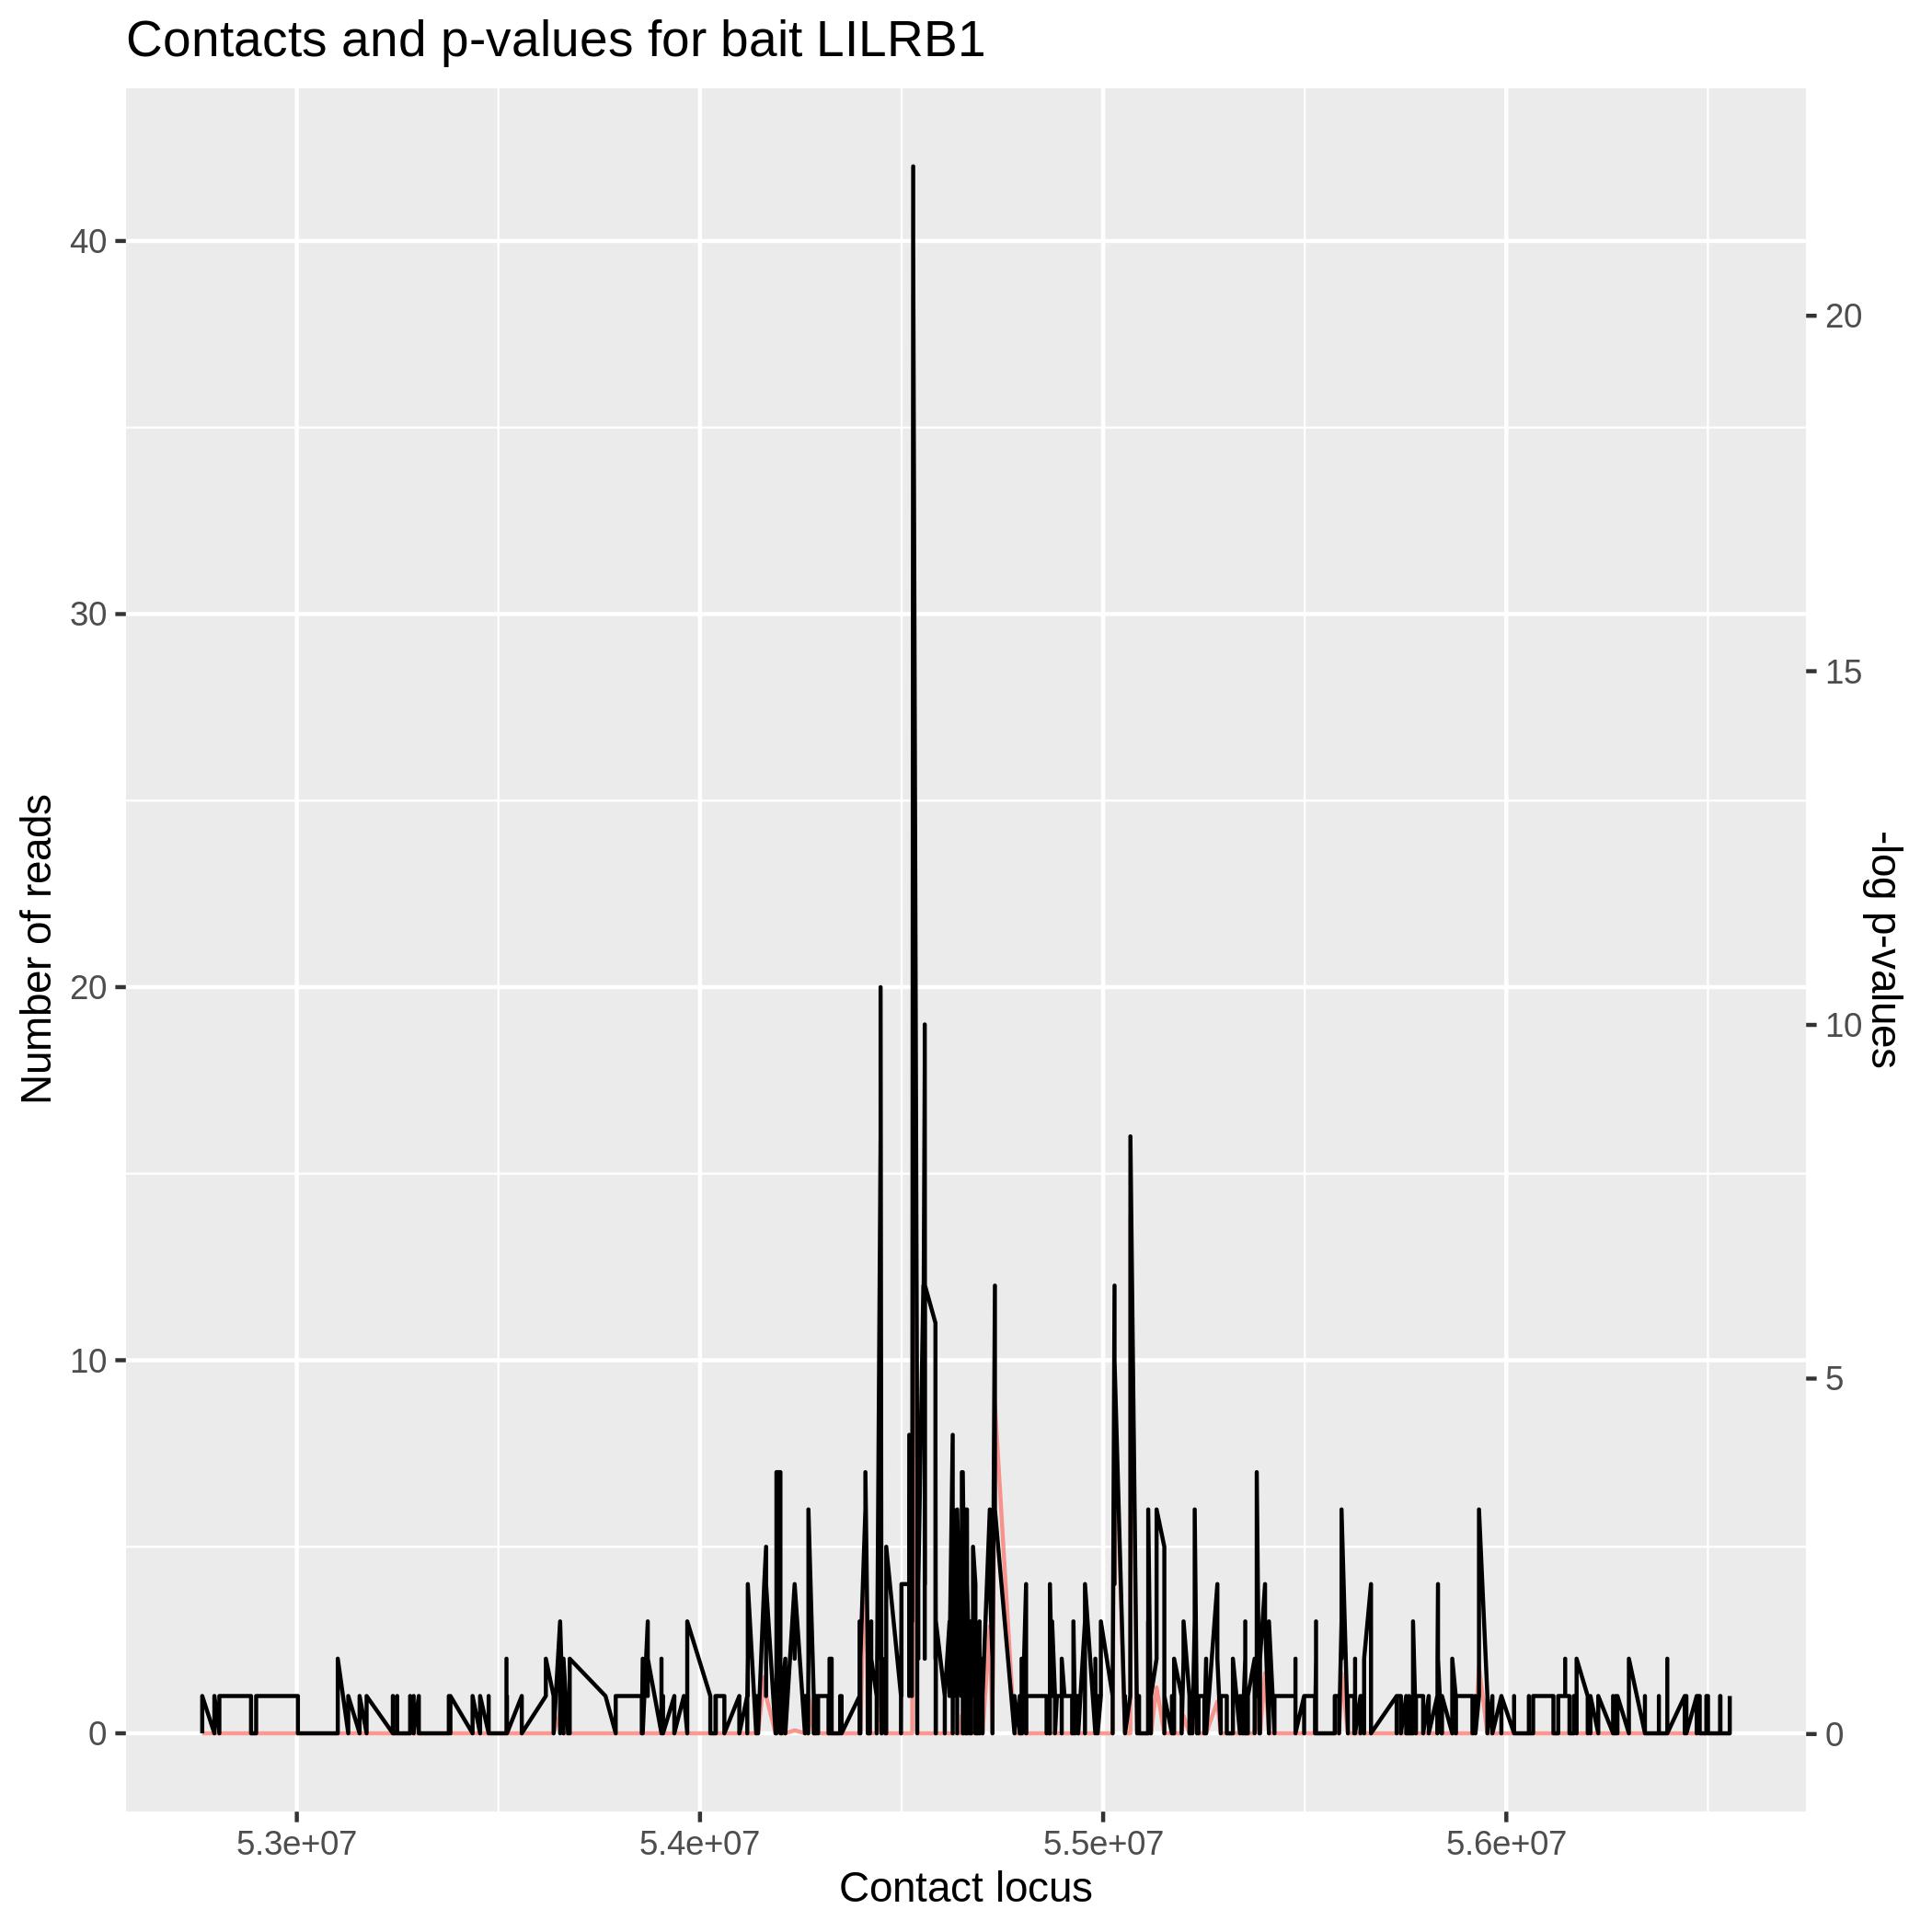 Contacts and p-values for bait LILRB1
40
30
20
10
0
Number of reads
20
15
10
5
0
-log p-values
5.3e+07
5.4e+07
5.5e+07
5.6e+07
Contact locus